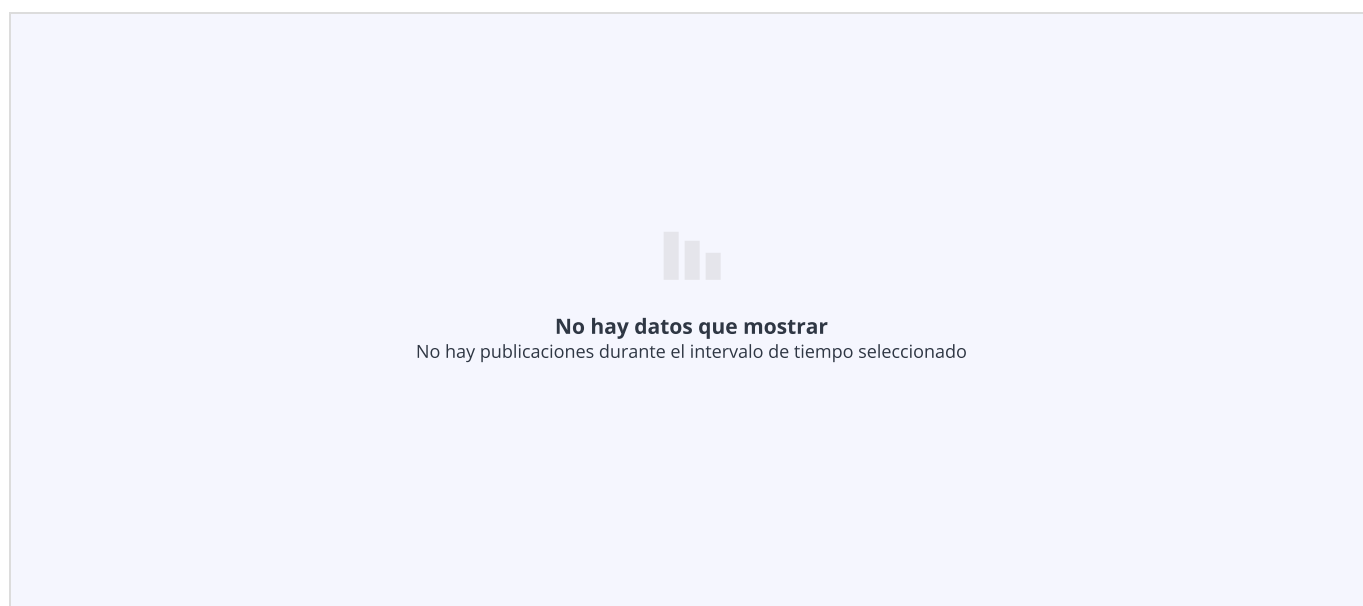 No hay datos que mostrar
No hay publicaciones durante el intervalo de tiempo seleccionado